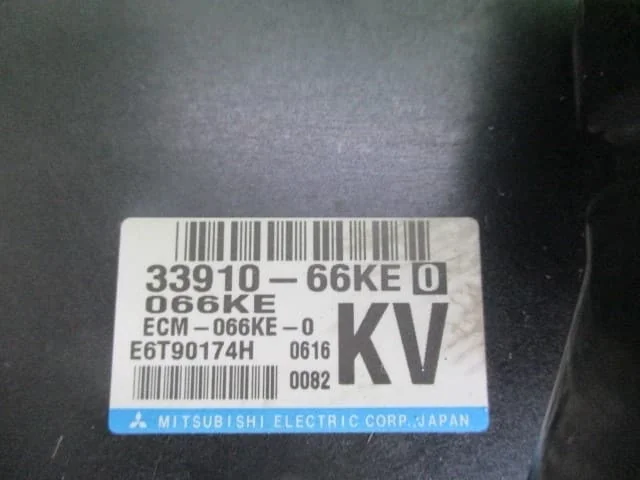 33910-66KE 0
066KE
ECM-066KE-0
E6T90174H 0616
0082
KV
MITSUBISHI ELECTRIC CORP. JAPAN